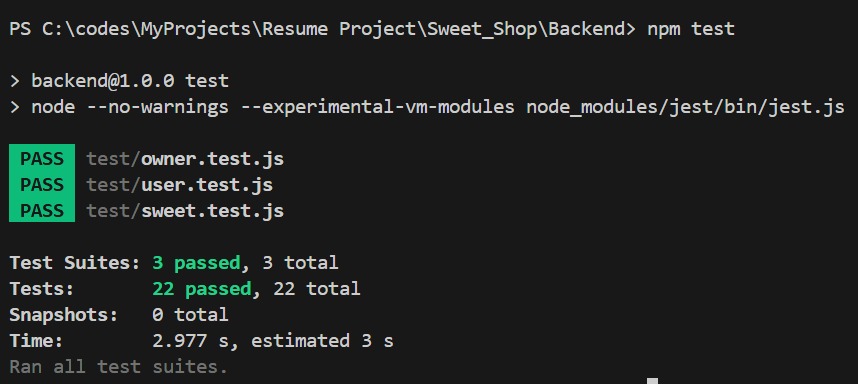 PS C:\codes\MyProjects\Resume Project\Sweet_Shop\Backend> npm test
> backend@1.0.0 test
> node --no-warnings --experimental-vm-modules node_modules/jest/bin/jest.js
PASS test/owner.test.js
PASS test/user.test.js
PASS test/sweet.test.js
Test Suites: 3 passed, 3 total
Tests: 22 passed, 22 total
Snapshots: 0 total
Time: 2.977 s, estimated 3 s
Ran all test suites.